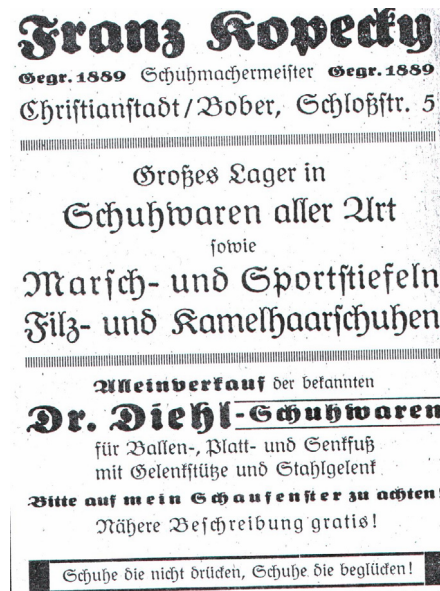 Franz Kopecky
Gegr. 1889 Schuhmachermeister Gegr. 1889
Christianstadt/Bober, Schloßstr. 5
Großes Lager in
Schuhwaren aller Art
sowie
Marsch- und Sportstiefeln
Filz- und Kamelhaarschuhen
Alleinverkauf der bekannten
Dr. Diehl-Schuhwaren
für Ballen-, Platt- und Senkfuß
mit Gelenkstütze und Stahlgelenk
Bitte auf mein Schaufenster zu achten!
Nähere Beschreibung gratis!
Schuhe die nicht drücken, Schuhe die beglücken!